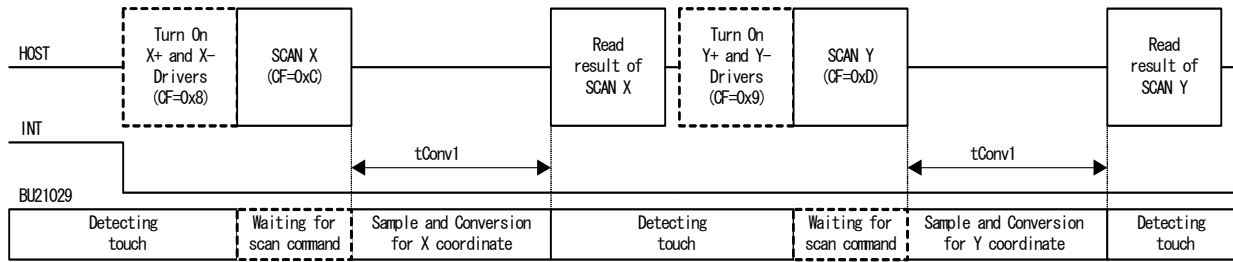 HOST
Turn On
X+ and X-
Drivers
(CF=0x8)
SCAN X
(CF=0xC)
Read
result of
SCAN X
Turn On
Y+ and Y-
Drivers
(CF=0x9)
SCAN Y
(CF=0xD)
Read
result of
SCAN Y
INT
tConv1
tConv1
BU21029
Detecting
touch
Waiting for
scan command
Sample and Conversion
for X coordinate
Detecting
touch
Waiting for
scan command
Sample and Conversion
for Y coordinate
Detecting
touch